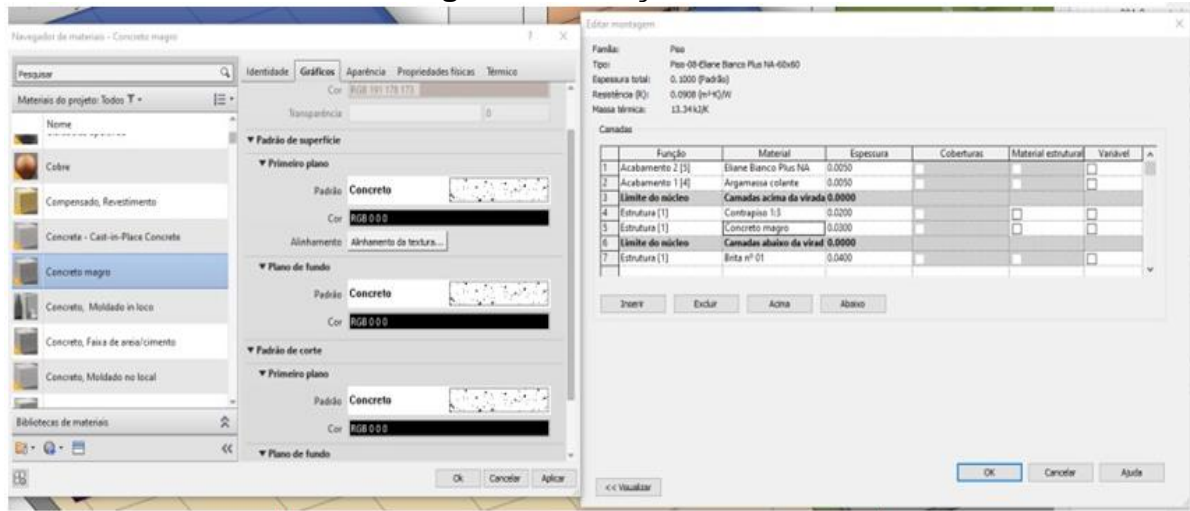 Navegador de materiais - Concreto magro
?
X
Pesquisar
Materiais do projeto: Todos
Nome
Cobre
Compensado, Revestimento
Concrete - Cast-in-Place Concrete
Concreto magro
Concreto, Moldado in loco
Concreto, Faixa de areia/cimento
Concreto, Moldado no local
Bibliotecas de materiais
Identidade Gráficos Aparência Propriedades físicas Térmico
Cor RGB 191 178 173
Transparência 0
Padrão de superfície
Primeiro plano
Padrão Concreto
Cor RGB 0 0 0
Alinhamento Alinhamento da textura...
Plano de fundo
Padrão Concreto
Cor RGB 0 0 0
Padrão de corte
Primeiro plano
Padrão Concreto
Cor RGB 0 0 0
Plano de fundo
Ok Cancelar Aplicar
Editar montagem
X
Família: Piso
Tipo: Piso-08-Eliane Bianco Plus NA-60x60
Espessura total: 0.1000 (Padrão)
Resistência (R): 0.0908 (m²·K)/W
Massa térmica: 13.34 kJ/K
Camadas
Função Material Espessura Coberturas Material estrutural Variável
1 Acabamento 2 [5] Eliane Bianco Plus NA 0.0050
2 Acabamento 1 [4] Argamassa colante 0.0050
3 Limite do núcleo Camadas acima da virada 0.0000
4 Estrutura [1] Contrapiso 1:3 0.0200
5 Estrutura [1] Concreto magro 0.0300
6 Limite do núcleo Camadas abaixo da virad 0.0000
7 Estrutura [1] Brita nº 01 0.0400
Inserir Excluir Acima Abaixo
<< Visualizar
OK Cancelar Ajuda